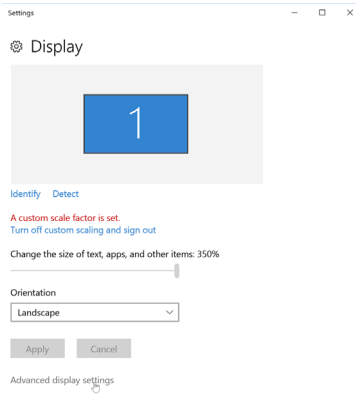 Settings
Display
1
Identify Detect
A custom scale factor is set.
Turn off custom scaling and sign out
Change the size of text, apps, and other items: 350%
Orientation
Landscape
Apply Cancel
Advanced display settings